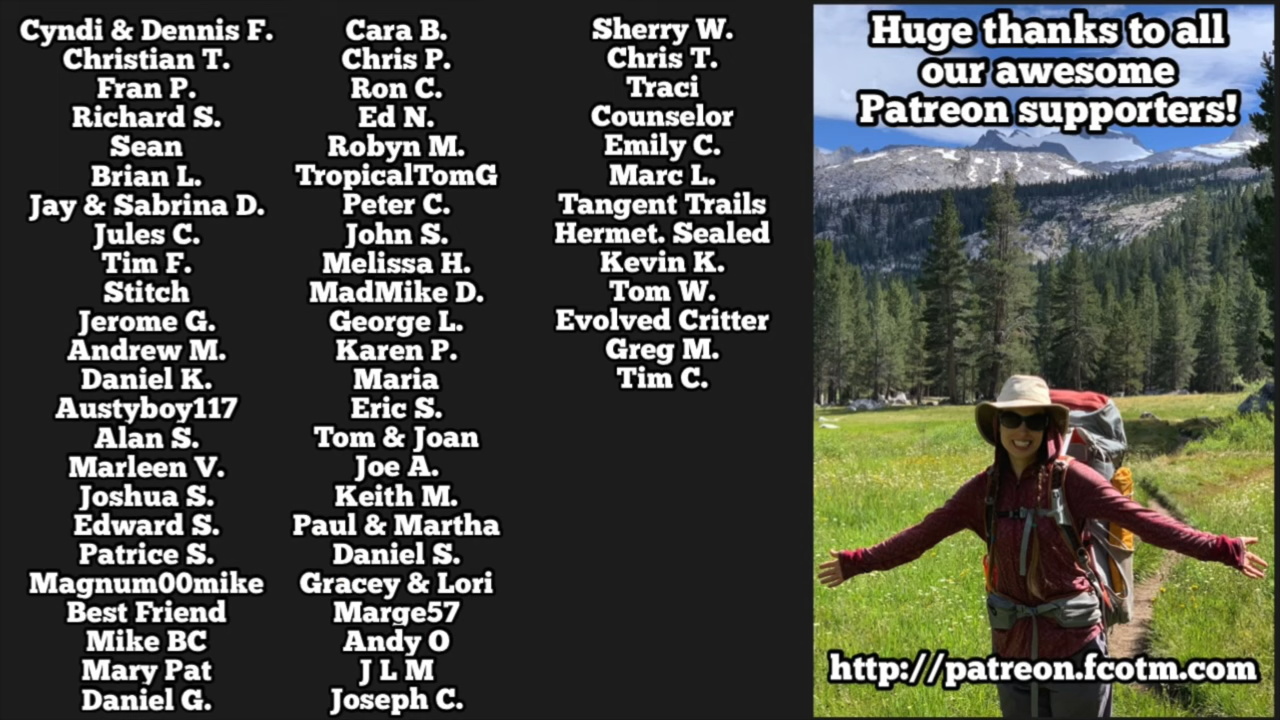 Cyndi & Dennis F.
Christian T.
Fran P.
Richard S.
Sean
Brian L.
Jay & Sabrina D.
Jules C.
Tim F.
Stitch
Jerome G.
Andrew M.
Daniel K.
Austyboy117
Alan S.
Marleen V.
Joshua S.
Edward S.
Patrice S.
Magnum00mike
Best Friend
Mike BC
Mary Pat
Daniel G.
Cara B.
Chris P.
Ron C.
Ed N.
Robyn M.
TropicalTomG
Peter C.
John S.
Melissa H.
MadMike D.
George L.
Karen P.
Maria
Eric S.
Tom & Joan
Joe A.
Keith M.
Paul & Martha
Daniel S.
Gracey & Lori
Marge57
Andy O
J L M
Joseph C.
Sherry W.
Chris T.
Traci
Counselor
Emily C.
Marc L.
Tangent Trails
Hermet. Sealed
Kevin K.
Tom W.
Evolved Critter
Greg M.
Tim C.
Huge thanks to all
our awesome
Patreon supporters!
http://patreon.fcotm.com